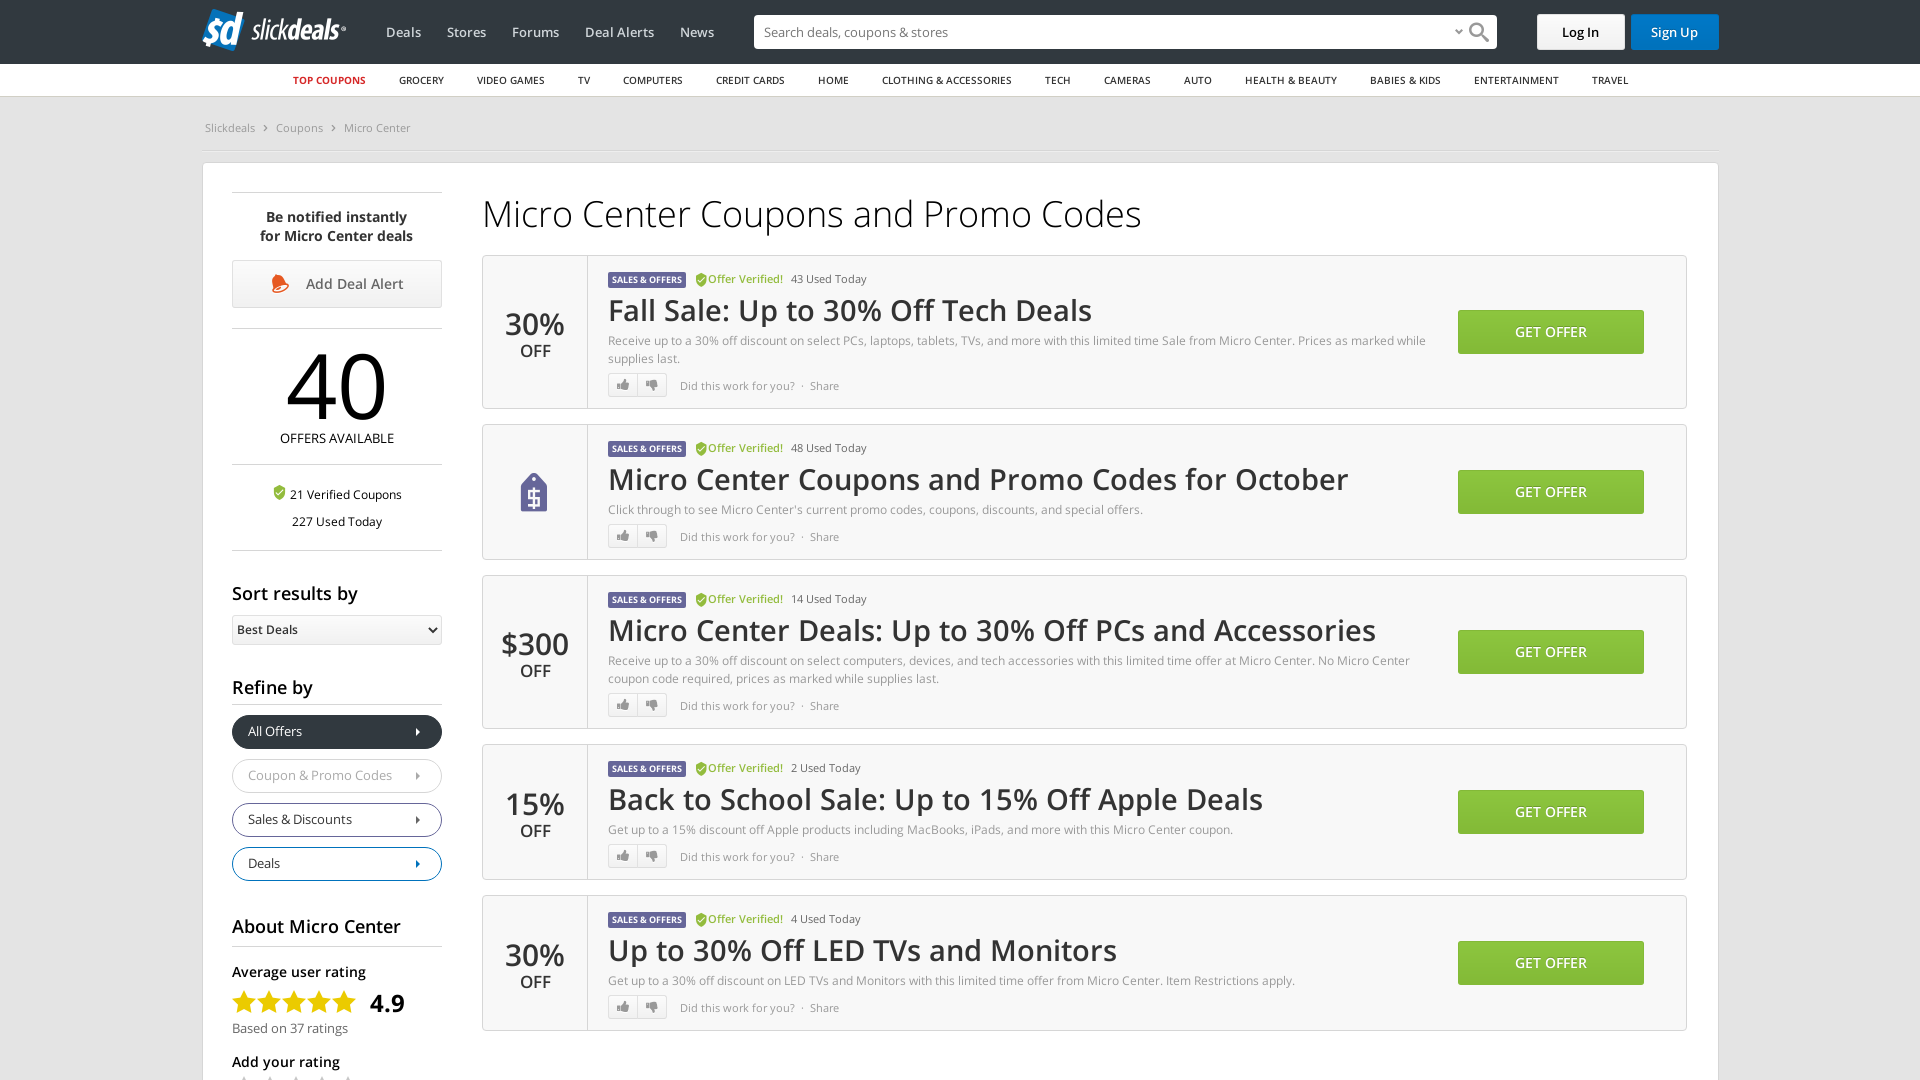 slickdeals
Deals
Stores
Forums
Deal Alerts
News
Search deals, coupons & stores
Log In
Sign Up
TOP COUPONS
GROCERY
VIDEO GAMES
TV
COMPUTERS
CREDIT CARDS
HOME
CLOTHING & ACCESSORIES
TECH
CAMERAS
AUTO
HEALTH & BEAUTY
BABIES & KIDS
ENTERTAINMENT
TRAVEL
Slickdeals
Coupons
Micro Center
Be notified instantly
for Micro Center deals
Add Deal Alert
40
OFFERS AVAILABLE
21 Verified Coupons
227 Used Today
Sort results by
Best Deals
Refine by
All Offers
Coupon & Promo Codes
Sales & Discounts
Deals
About Micro Center
Average user rating
4.9
Based on 37 ratings
Add your rating
Micro Center Coupons and Promo Codes
30%
OFF
SALES & OFFERS
Offer Verified!
43 Used Today
Fall Sale: Up to 30% Off Tech Deals
Receive up to a 30% off discount on select PCs, laptops, tablets, TVs, and more with this limited time Sale from Micro Center. Prices as marked while
supplies last.
Did this work for you? · Share
GET OFFER
SALES & OFFERS
Offer Verified!
48 Used Today
Micro Center Coupons and Promo Codes for October
Click through to see Micro Center's current promo codes, coupons, discounts, and special offers.
Did this work for you? · Share
GET OFFER
$300
OFF
SALES & OFFERS
Offer Verified!
14 Used Today
Micro Center Deals: Up to 30% Off PCs and Accessories
Receive up to a 30% off discount on select computers, devices, and tech accessories with this limited time offer at Micro Center. No Micro Center
coupon code required, prices as marked while supplies last.
Did this work for you? · Share
GET OFFER
15%
OFF
SALES & OFFERS
Offer Verified!
2 Used Today
Back to School Sale: Up to 15% Off Apple Deals
Get up to a 15% discount off Apple products including MacBooks, iPads, and more with this Micro Center coupon.
Did this work for you? · Share
GET OFFER
30%
OFF
SALES & OFFERS
Offer Verified!
4 Used Today
Up to 30% Off LED TVs and Monitors
Get up to a 30% off discount on LED TVs and Monitors with this limited time offer from Micro Center. Item Restrictions apply.
Did this work for you? · Share
GET OFFER